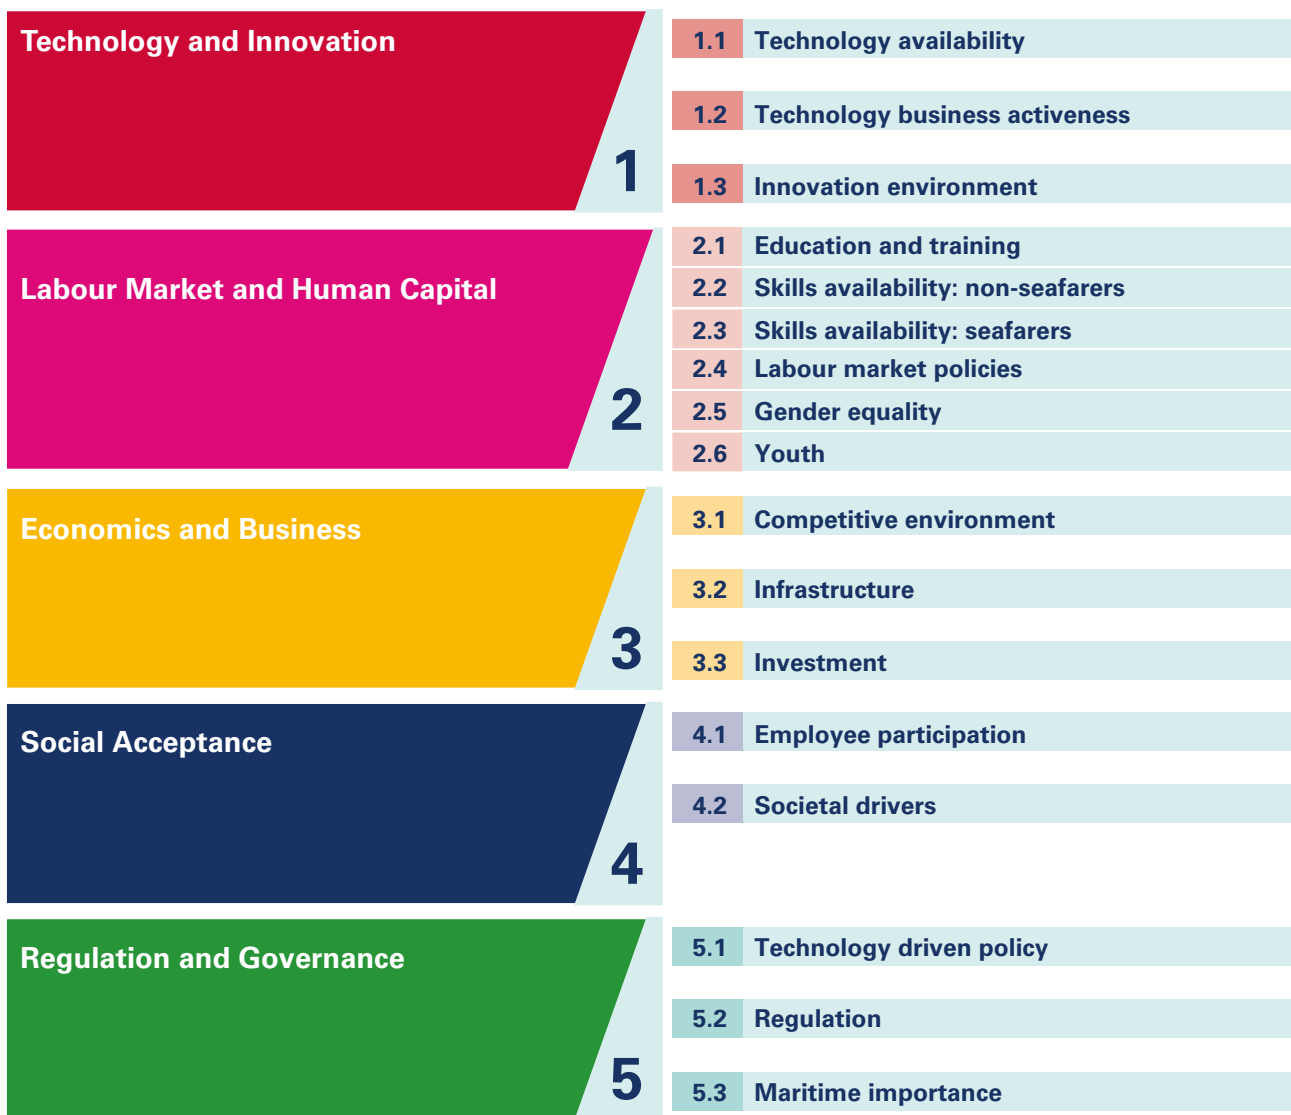 Technology and Innovation
1
1.1 Technology availability
1.2 Technology business activeness
1.3 Innovation environment
Labour Market and Human Capital
2
2.1 Education and training
2.2 Skills availability: non-seafarers
2.3 Skills availability: seafarers
2.4 Labour market policies
2.5 Gender equality
2.6 Youth
Economics and Business
3
3.1 Competitive environment
3.2 Infrastructure
3.3 Investment
Social Acceptance
4
4.1 Employee participation
4.2 Societal drivers
Regulation and Governance
5
5.1 Technology driven policy
5.2 Regulation
5.3 Maritime importance